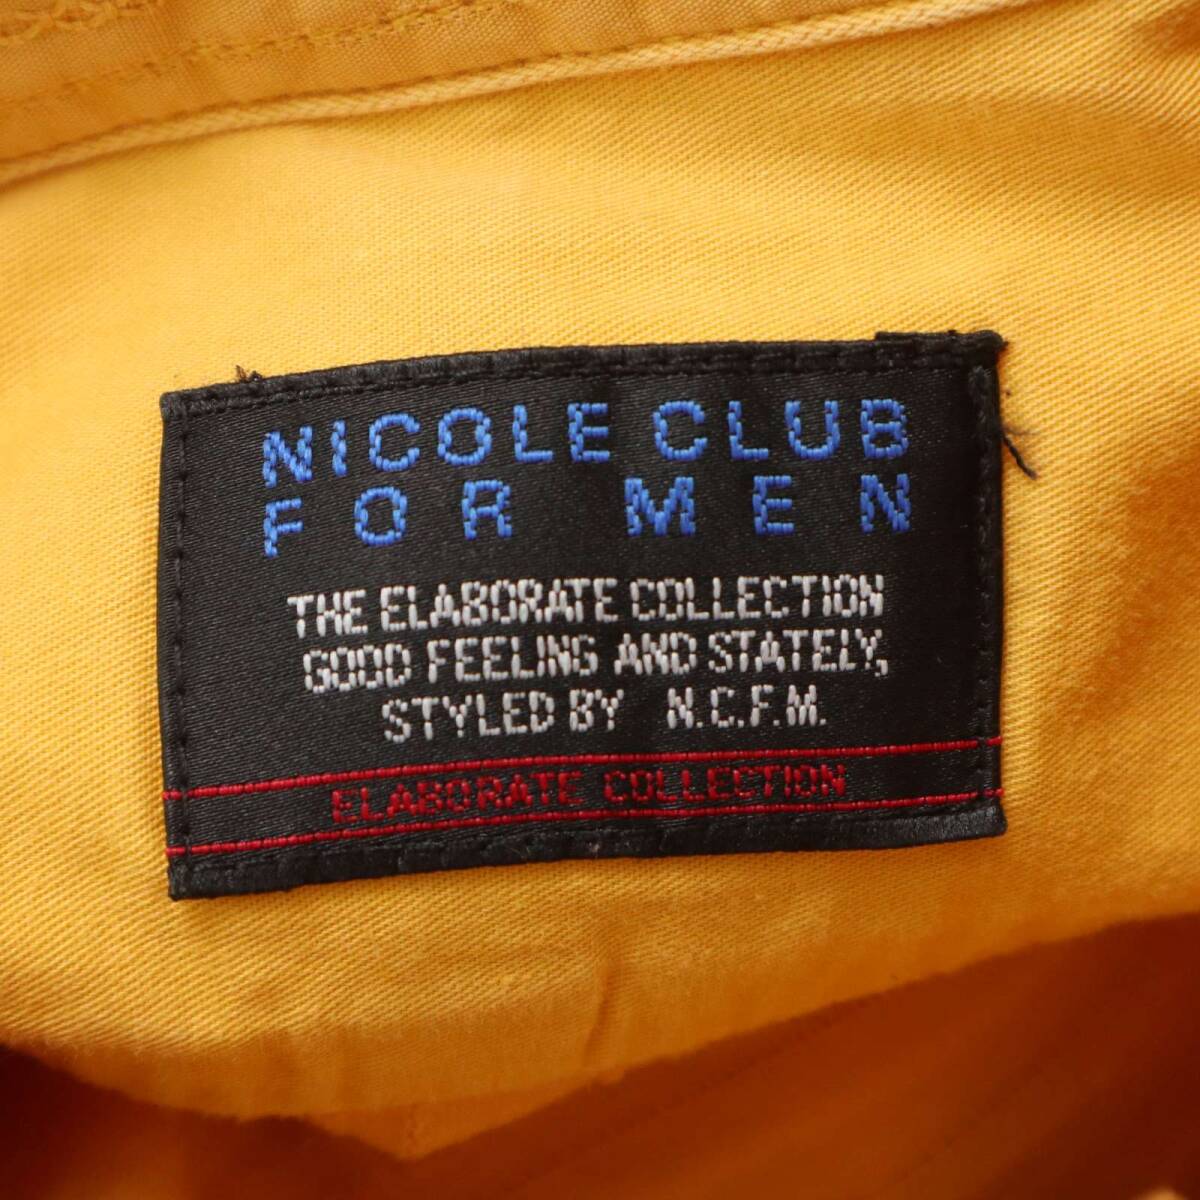 NICOLE CLUB
FOR MEN
THE ELABORATE COLLECTION
GOOD FEELING AND STATELY,
STYLED BY N.C.F.M.
ELABORATE COLLECTION